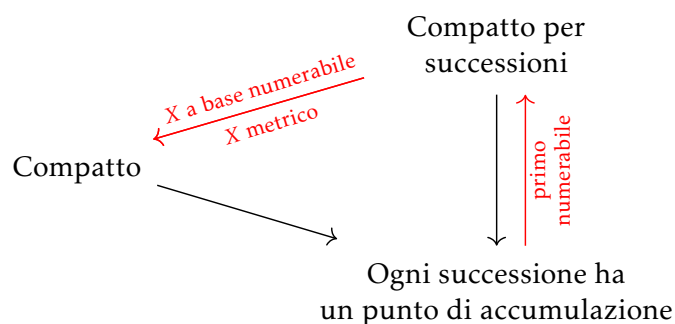 Compatto per
successioni
X a base numerabile
X metrico
primo
numerabile
Compatto
Ogni successione ha
un punto di accumulazione